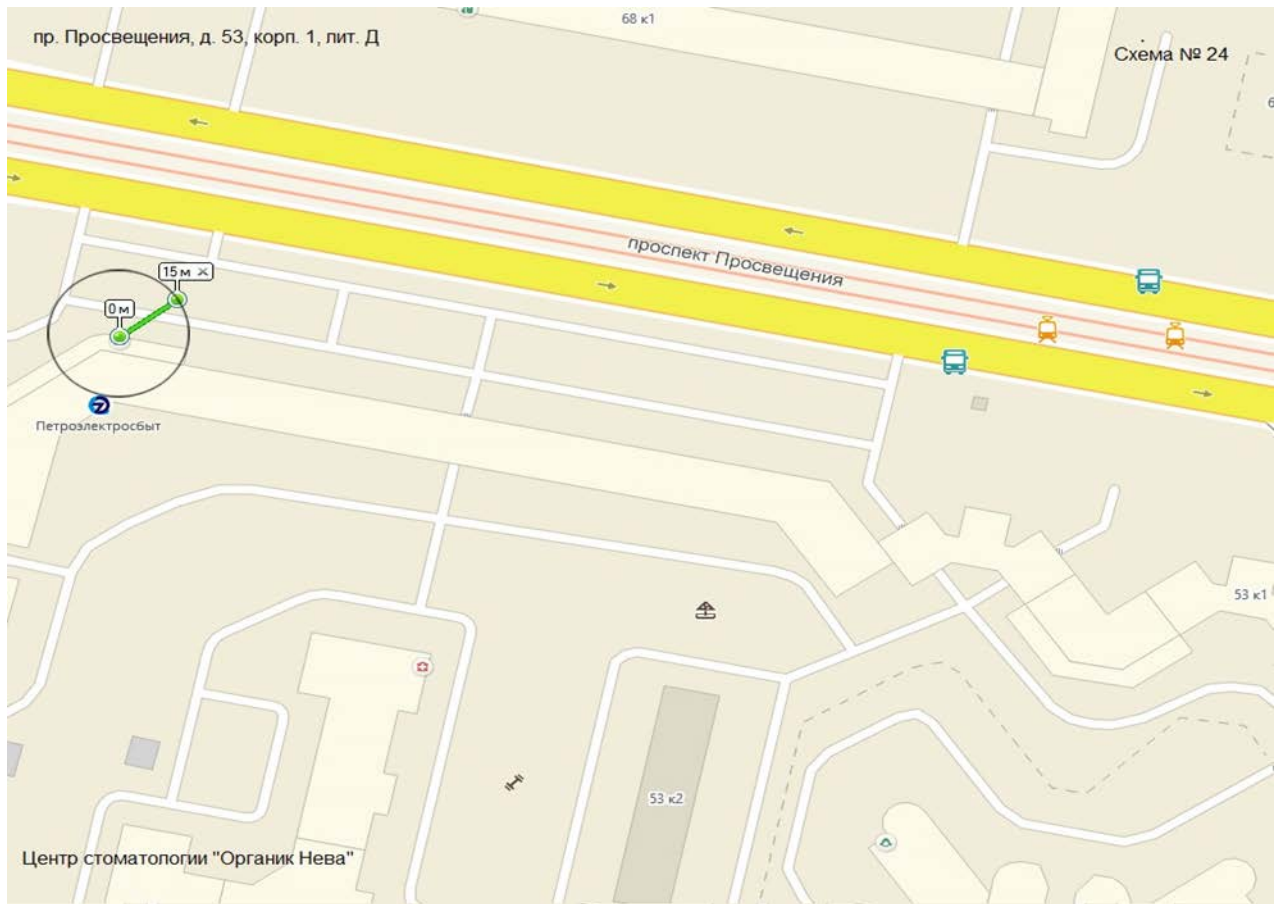 68 к1
пр. Просвещения, д. 53, корп. 1, лит. Д
Схема № 24
6
проспект Просвещения
15 м
0 м
Петроэлектросбыт
53 к1
53 к2
Центр стоматологии "Органик Нева"